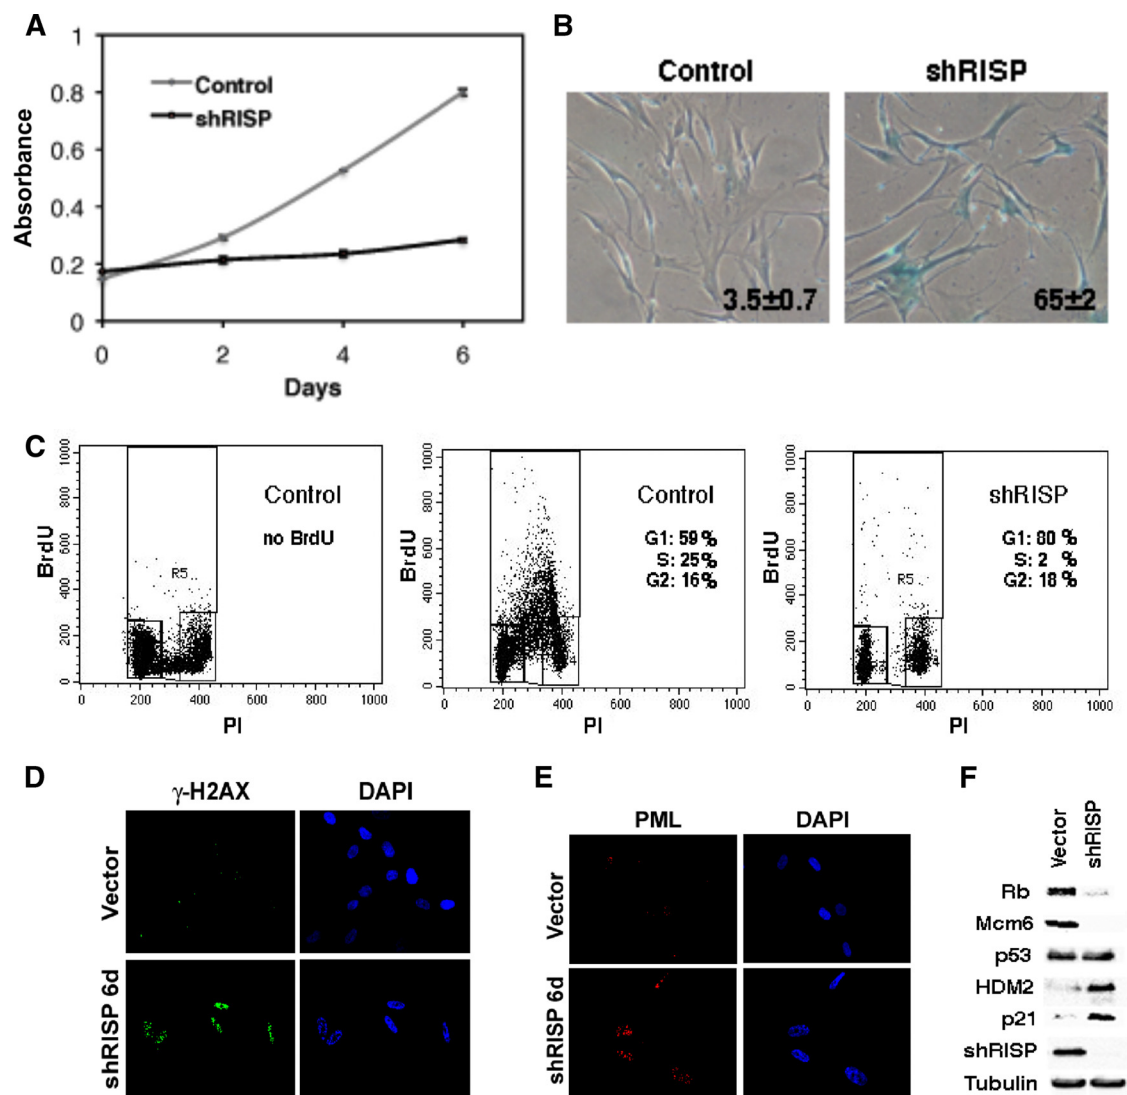 A
1
0.8
0.6
0.4
0.2
0
0 2 4 6
Absorbance
Days
Control
shRISP
B
Control shRISP
3.5±0.7
65±2
C
1000
800
600
400
200
0
BrdU
Control
no BrdU
R5
0 200 400 600 800 1000
PI
1000
800
600
400
200
0
BrdU
Control
G1: 59 %
S: 25%
G2: 16%
0 200 400 600 800 1000
PI
1000
800
600
400
200
0
BrdU
shRISP
G1: 80 %
S: 2 %
G2: 18 %
R5
0 200 400 600 800 1000
PI
D
γ-H2AX DAPI
Vector
shRISP 6d
E
PML DAPI
Vector
shRISP 6d
F
Vector
shRISP
Rb
Mcm6
p53
HDM2
p21
shRISP
Tubulin